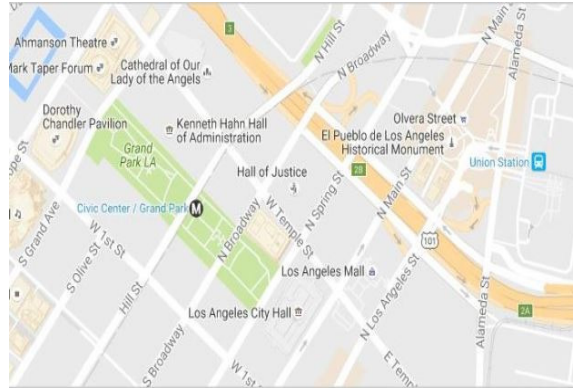 3
N Hill St
N Broadway
N Main St
Alameda St
Ahmanson Theatre
Mark Taper Forum
Cathedral of Our
Lady of the Angels
Dorothy
Chandler Pavilion
Grand
Park LA
Kenneth Hahn Hall
of Administration
Olvera Street
El Pueblo de Los Angeles
Historical Monument
Union Station
Hall of Justice
2B
N Spring St
N Main St
Civic Center / Grand Park
M
N Broadway
W Temple St
101
S Grand Ave
S Olive St
W 1st St
Hill St
Los Angeles Mall
N Los Angeles St
Alameda St
Los Angeles City Hall
2A
S Broadway
W 1st St
E Temple